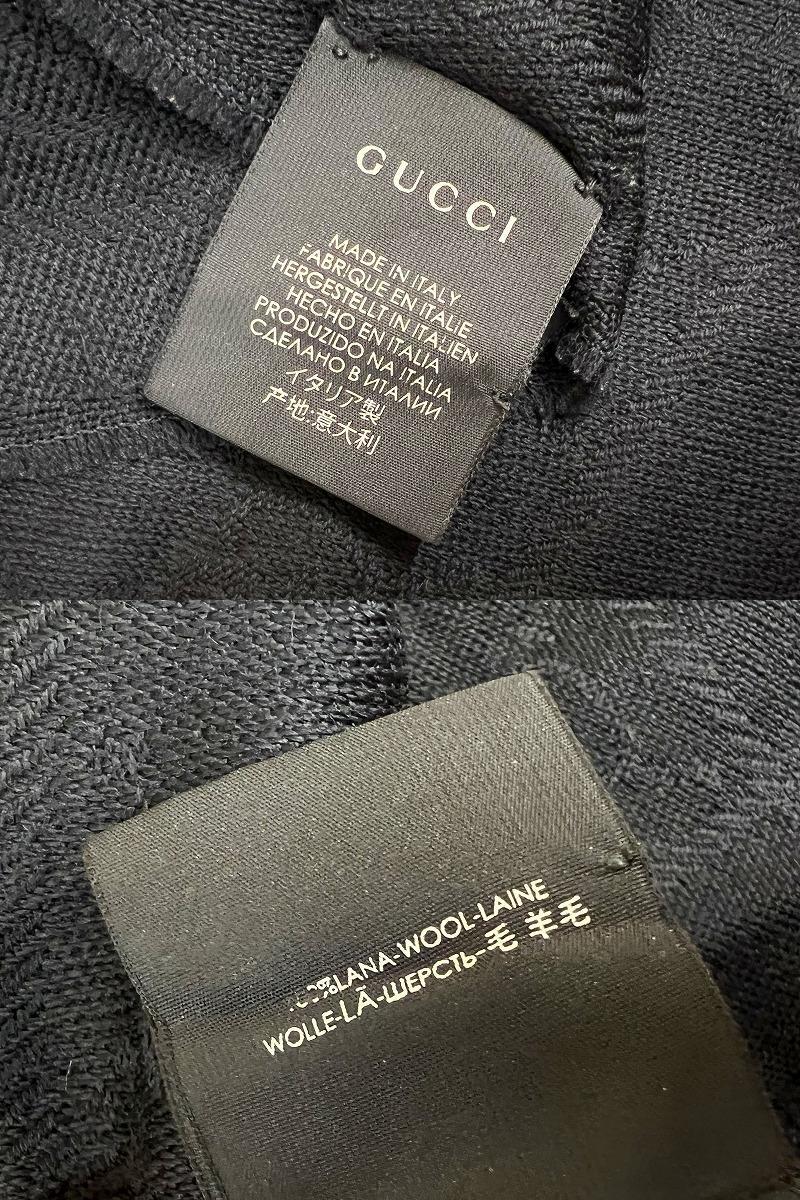 GUCCI
MADE IN ITALY
FABRIQUE EN ITALIE
HERGESTELLT IN ITALIEN
HECHO EN ITALIA
PRODUZIDO NA ITALIA
СДЕЛАНО В ИТАЛИИ
イタリア製
产地:意大利
100%LANA-WOOL-LAINE
WOLLE-LÃ-ШЕРСТЬ-毛 羊毛